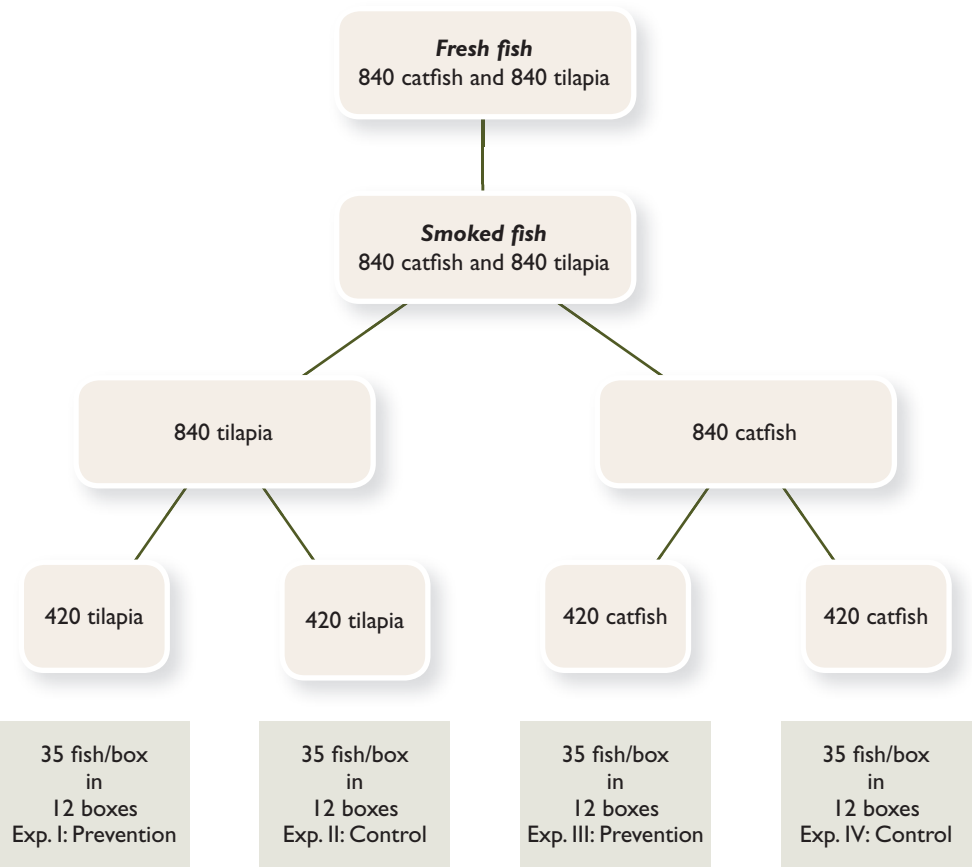 Fresh fish
840 catfish and 840 tilapia
Smoked fish
840 catfish and 840 tilapia
840 tilapia
840 catfish
420 tilapia
420 tilapia
420 catfish
420 catfish
35 fish/box
in
12 boxes
Exp. I: Prevention
35 fish/box
in
12 boxes
Exp. II: Control
35 fish/box
in
12 boxes
Exp. III: Prevention
35 fish/box
in
12 boxes
Exp. IV: Control